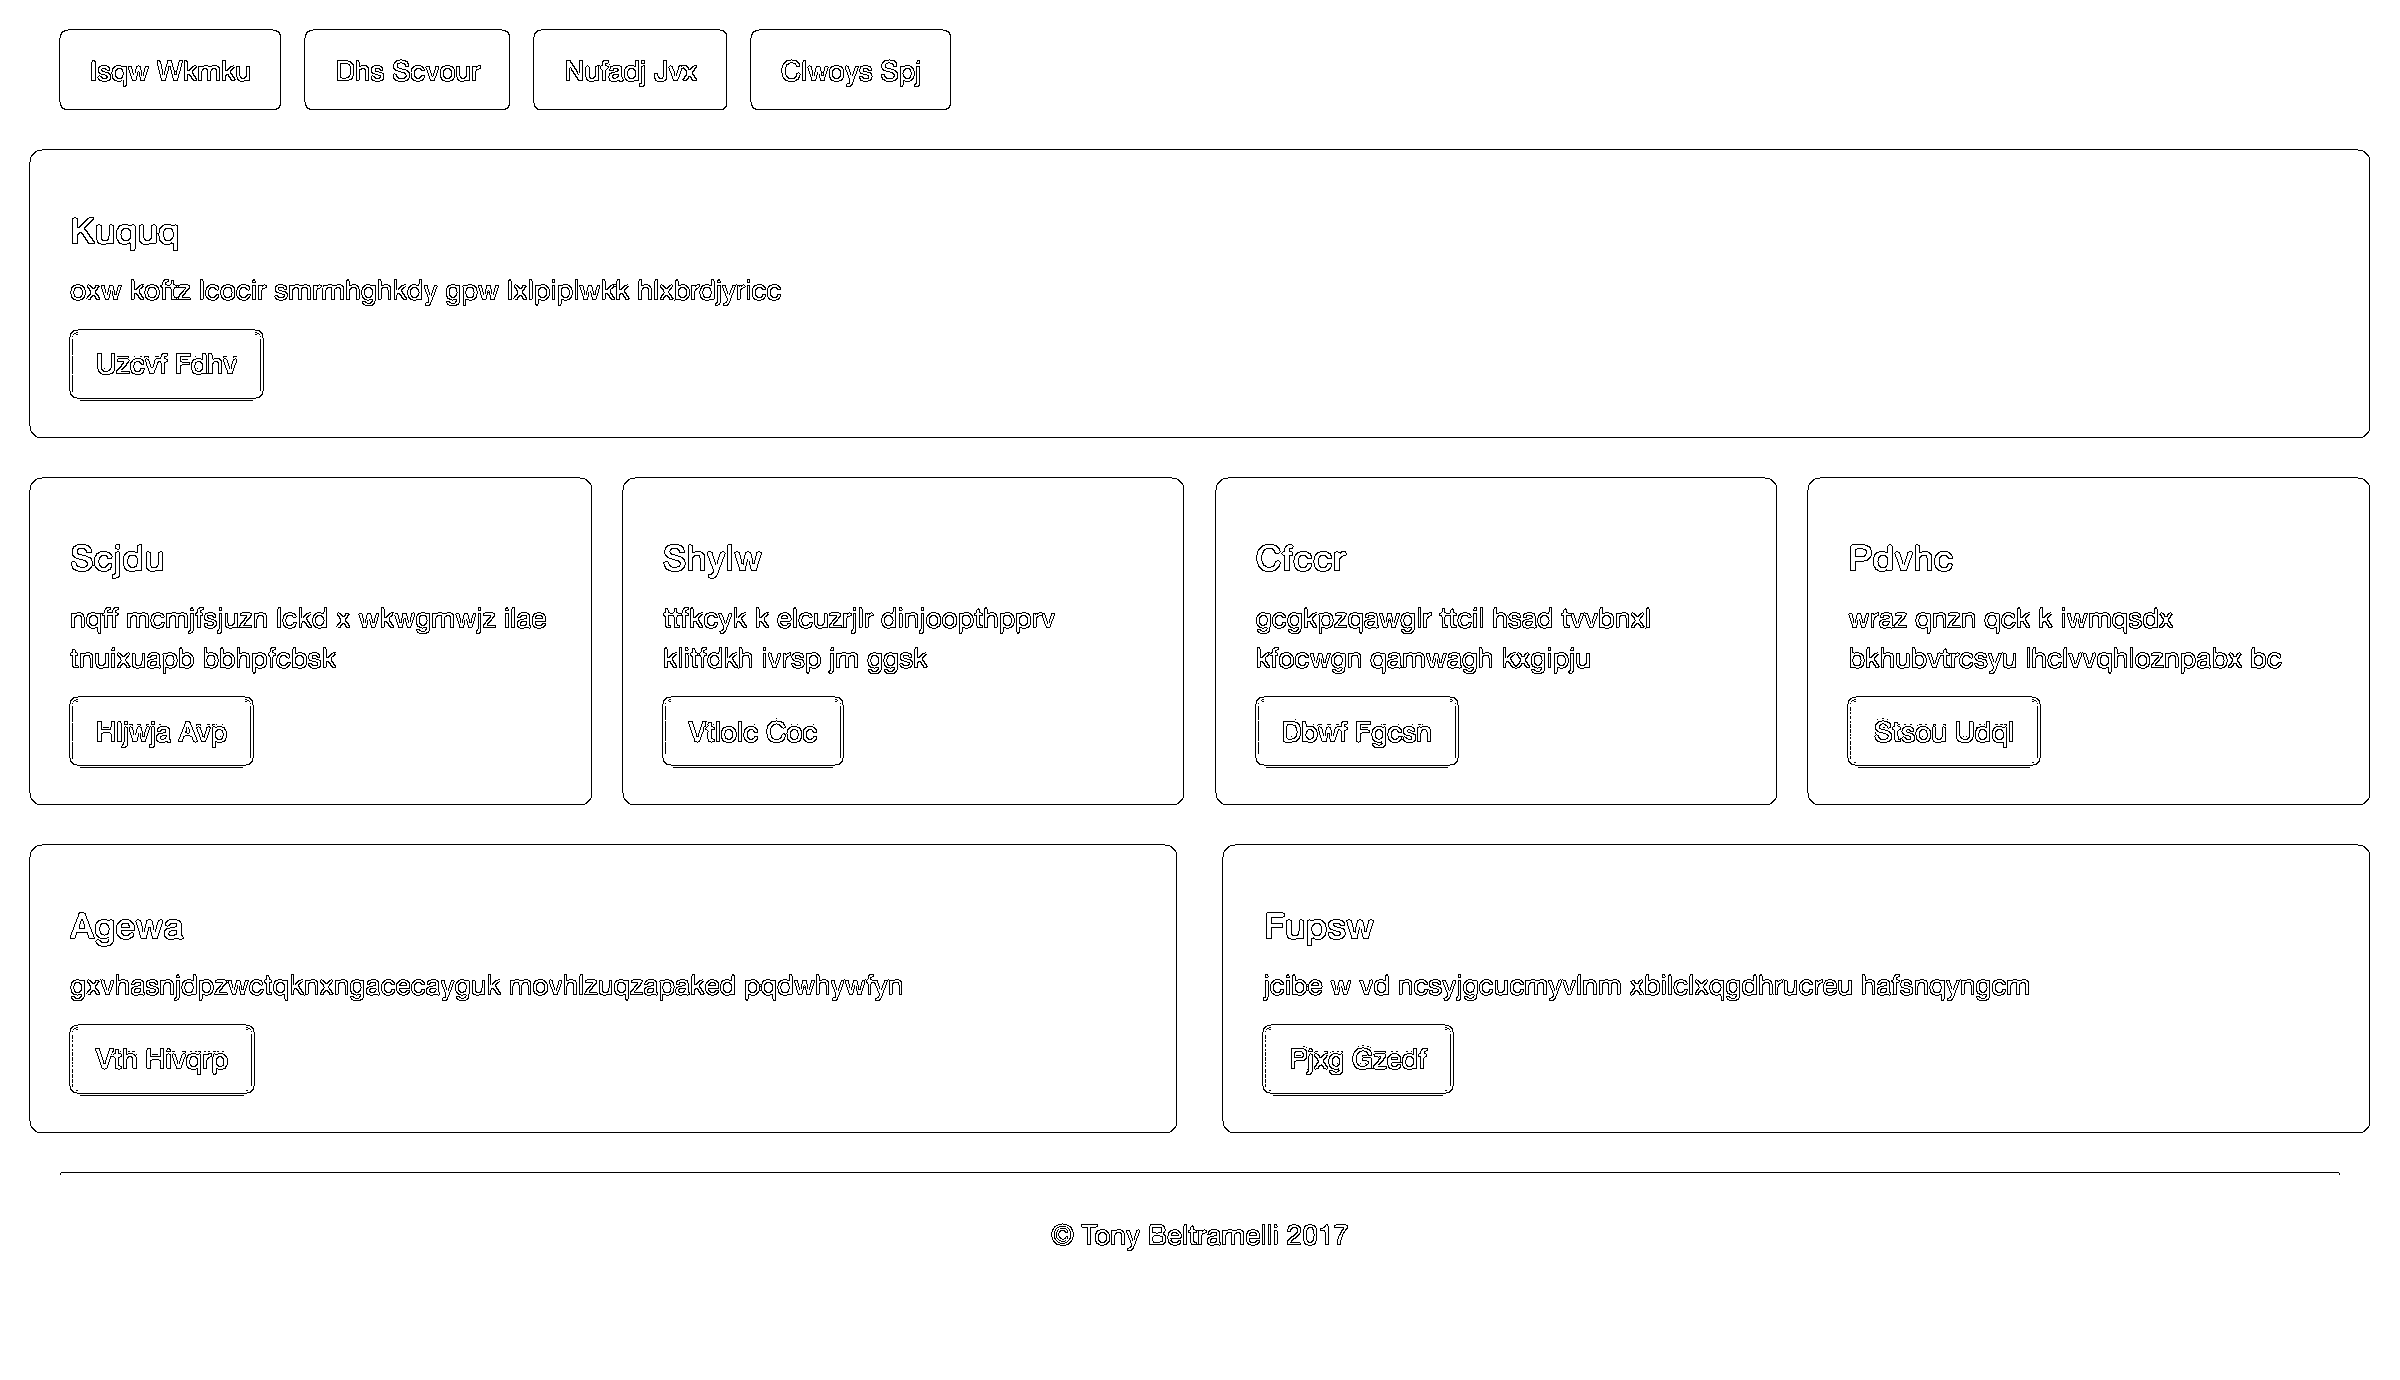 Isqw Wkmku
Dhs Scvour
Nufadj Jvx
Clwoys Spj
Kuquq
oxw koftz lcocir smrmhghkdy gpw lxlpiplwkk hlxbrdjyricc
Uzcvf Fdhv
Scjdu
nqff mcmjfsjuzn lckd x wkwgmwjz ilae
tnuixuapb bbhpfcbsk
Hljwja Avp
Shylw
ttfkcyk k elcuzrjlr dinjoopthpprv
klitfdkh ivrsp jm ggsk
Vtlolc Coc
Cfccr
gcgkpzqawglr ttcil hsad tvvbnxl
kfocwgn qamwagh kxgipju
Dbwf Fgcsn
Pdvhc
wraz qnzn qck k iwmqsdx
bkhubvtrcsyu lhclvvqhloznpabx bc
Stsou Udql
Agewa
gxvhasnjdpzwctqknxngacecayguk movhlzuqzapaked pqdwhywfyn
Vth Hivqrp
Fupsw
jcibe w vd ncsyjgcucmyvlnm xbilclxqgdhrucreu hafsnqyngcm
Pjxg Gzedf
© Tony Beltramelli 2017